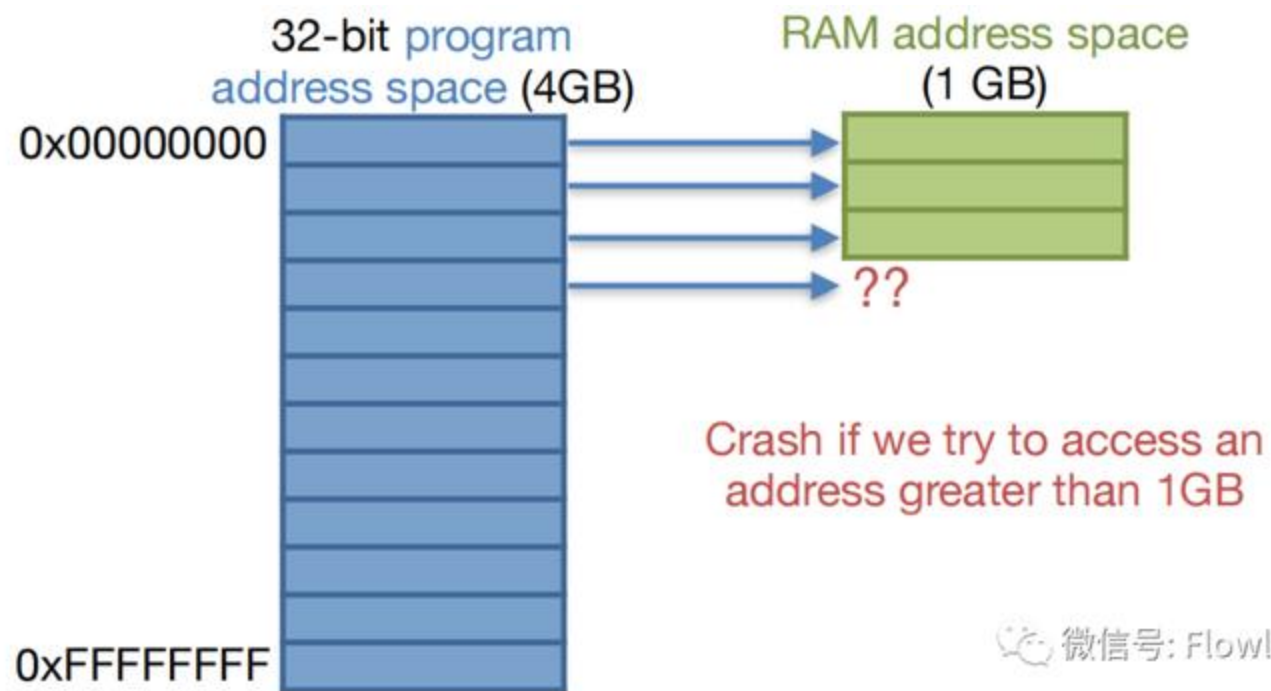 32-bit program
address space (4GB)
RAM address space
(1 GB)
0x00000000
??
Crash if we try to access an
address greater than 1GB
0xFFFFFFFF
微信号: Flowl